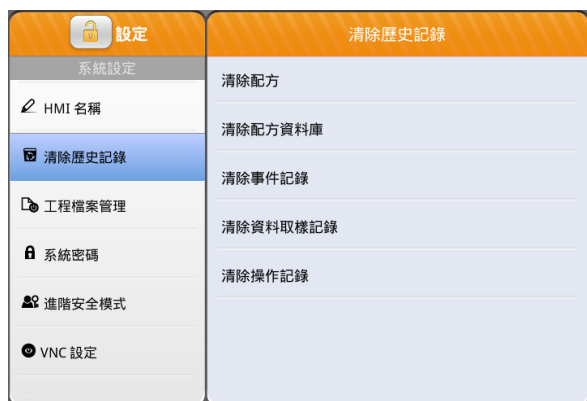 設定
系統設定
HMI 名稱
清除歷史記錄
工程檔案管理
系統密碼
進階安全模式
VNC 設定
清除歷史記錄
清除配方
清除配方資料庫
清除事件記錄
清除資料取樣記錄
清除操作記錄